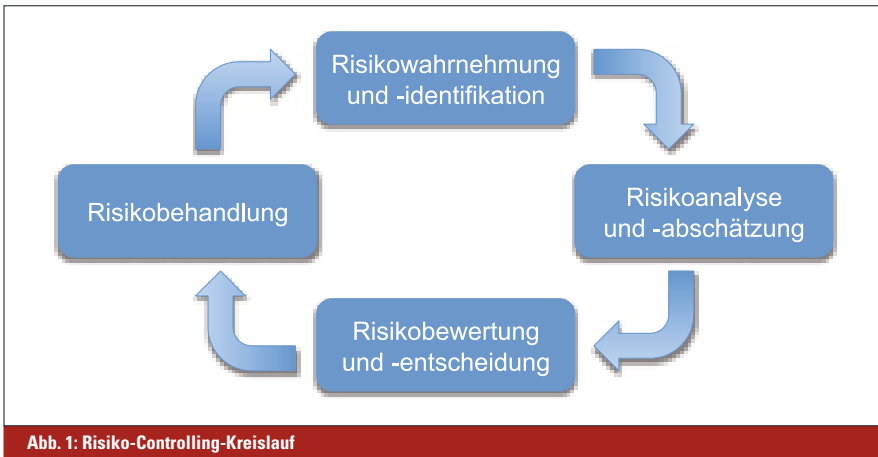 Risikowahrnehmung
und -identifikation
Risikoanalyse
und -abschätzung
Risikobewertung
und -entscheidung
Risikobehandlung
Abb. 1: Risiko-Controlling-Kreislauf